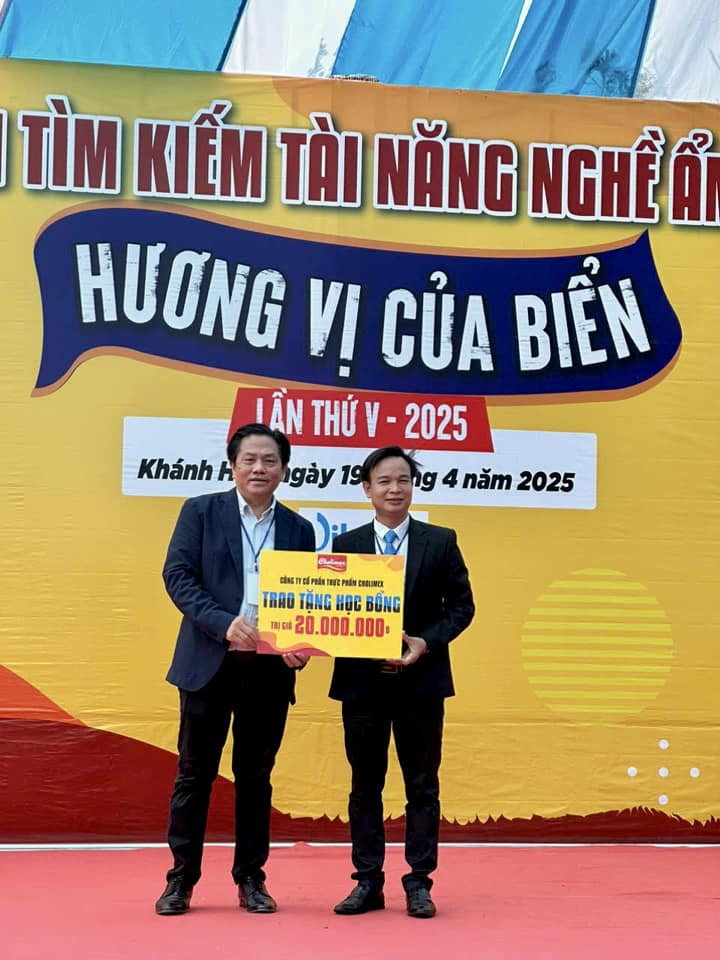 TÌM KIẾM TÀI NĂNG NGHỀ
HƯƠNG VỊ CỦA BIỂN
LẦN THỨ V - 2025
Khánh 19 4 năm 2025
Cholimex
CÔNG TY CỔ PHẦN THỰC PHẨM CHOLIMEX
TRAO TẶNG HỌC BỔNG
TRỊ GIÁ 20.000.000đ